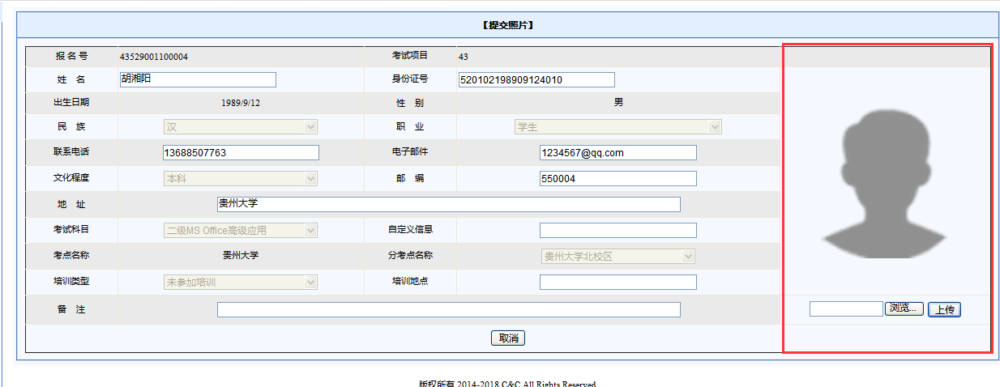 【提交照片】
报 名 号 43529001100004 考试项目 43
姓 名 胡湘阳 身份证号 520102198909124010
出生日期 1989/9/12 性 别 男
民 族 汉 职 业 学生
联系电话 13688507763 电子邮件 1234567@qq.com
文化程度 本科 邮 编 550004
地 址 贵州大学
考试科目 二级MS Office高级应用 自定义信息
考点名称 贵州大学 分考点名称 贵州大学北校区
培训类型 未参加培训 培训地点
备 注 浏览... 上传
取消
版权所有 2014-2018 C&C All Rights Reserved